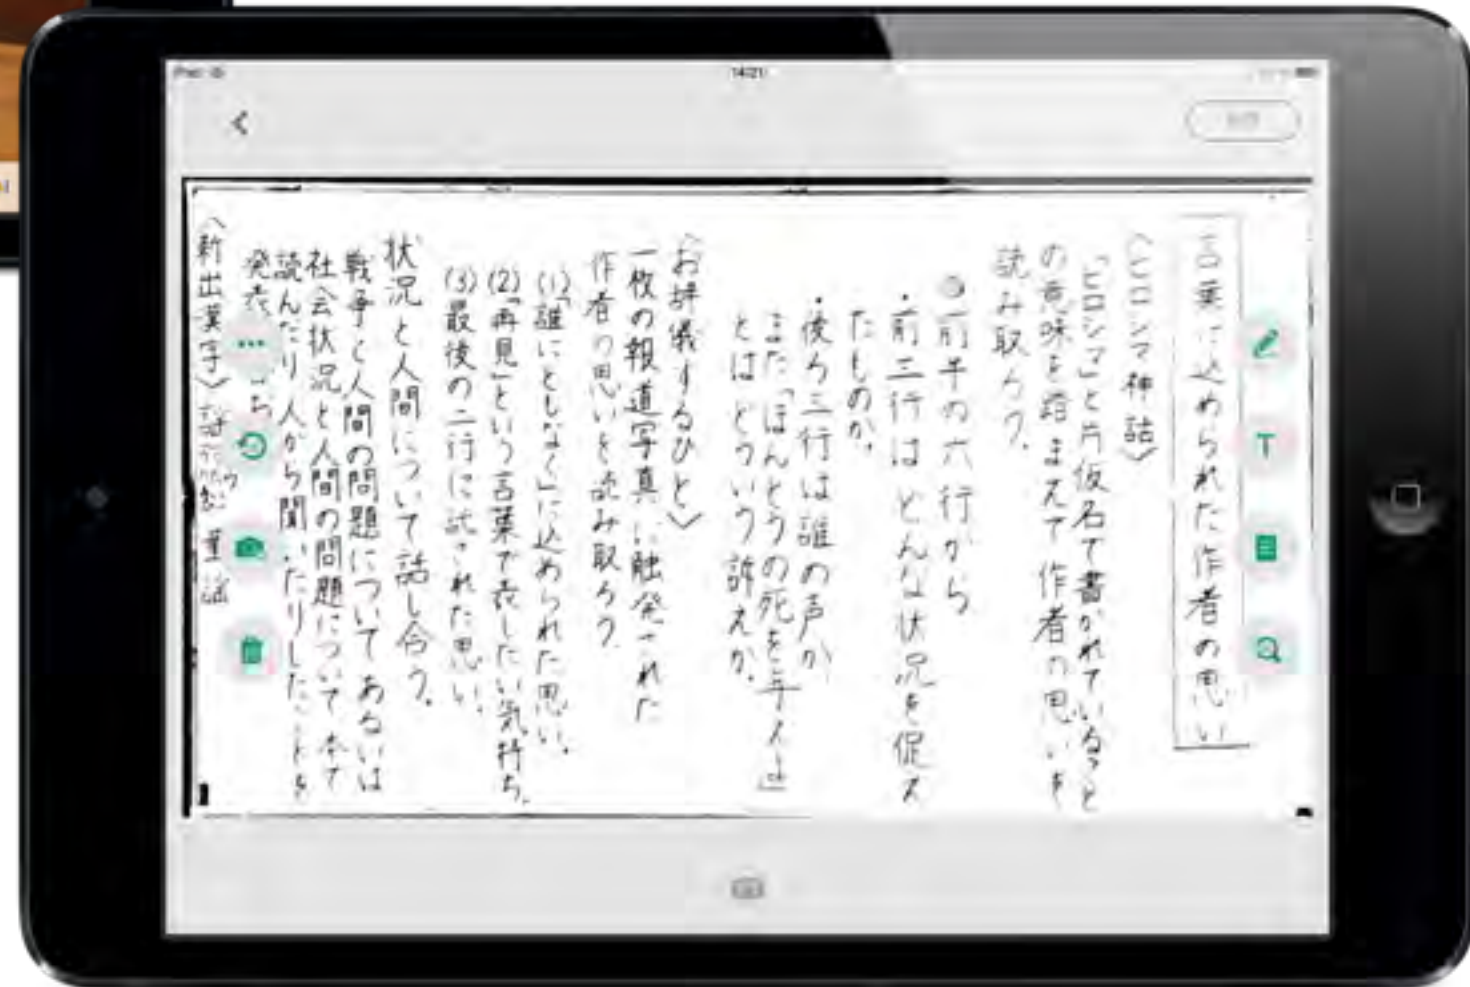 14:21
言葉に込められた作者の思い
〈ヒロシマ神話〉
「ヒロシマ」と片仮名で書かれていること
の意味を踏まえて作者の思いを
読み取ろう。
前半の六行から
・前三行はどんな状況を捉え
たものか。
・後ろ三行は誰の声か
また「ほんとうの死を与えよ」
とはどういう訴えか。
〈お辞儀するひと〉
一枚の報道写真に触発された
作者の思いを読み取ろう。
(1)「誰にともなく」に込められた思い。
(2)「再見」という言葉で表したい気持ち。
(3)最後の二行に託された思い。
状況と人間について話し合う。
戦争と人間の問題についてあるいは
社会状況と人間の問題について本で
読んだり人から聞いたりしたことを
発表
〈新出漢字〉
童謡
T